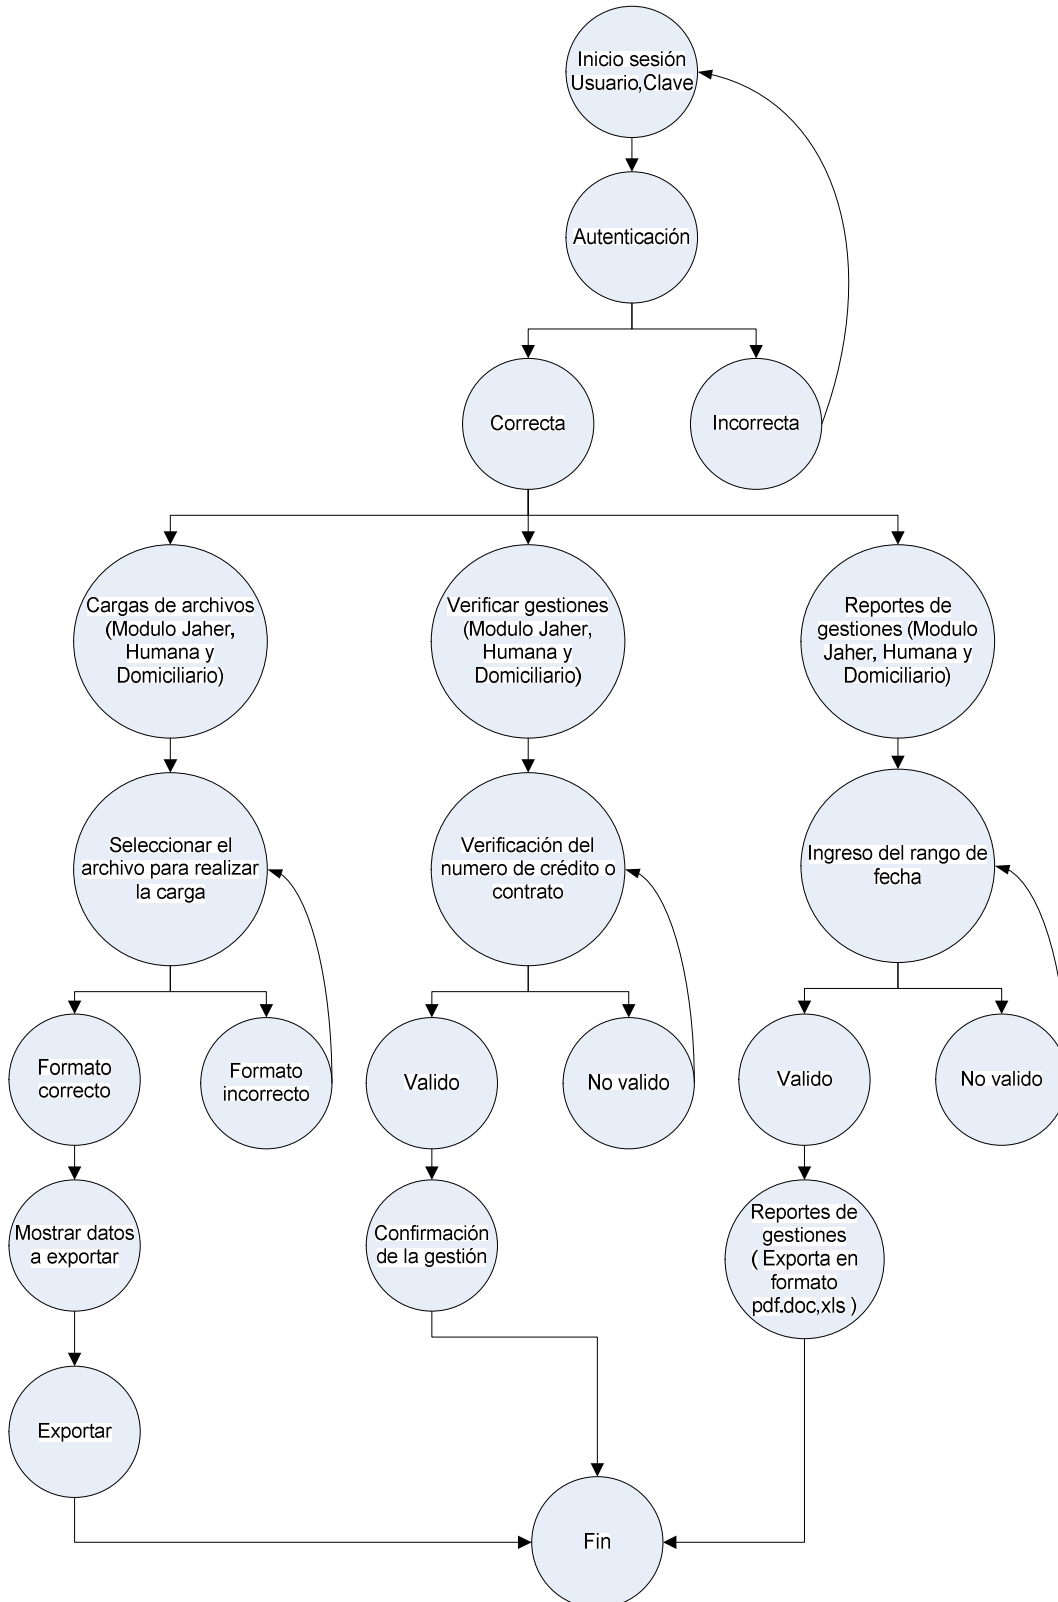 Inicio sesión
Usuario,Clave
Autenticación
Correcta
Incorrecta
Cargas de archivos
(Modulo Jaher,
Humana y
Domiciliario)
Verificar gestiones
(Modulo Jaher,
Humana y
Domiciliario)
Reportes de
gestiones (Modulo
Jaher, Humana y
Domiciliario)
Seleccionar el
archivo para realizar
la carga
Verificación del
numero de crédito o
contrato
Ingreso del rango de
fecha
Formato
correcto
Formato
incorrecto
Valido
No valido
Valido
No valido
Mostrar datos
a exportar
Confirmación
de la gestión
Reportes de
gestiones
( Exporta en
formato
pdf.doc,xls )
Exportar
Fin